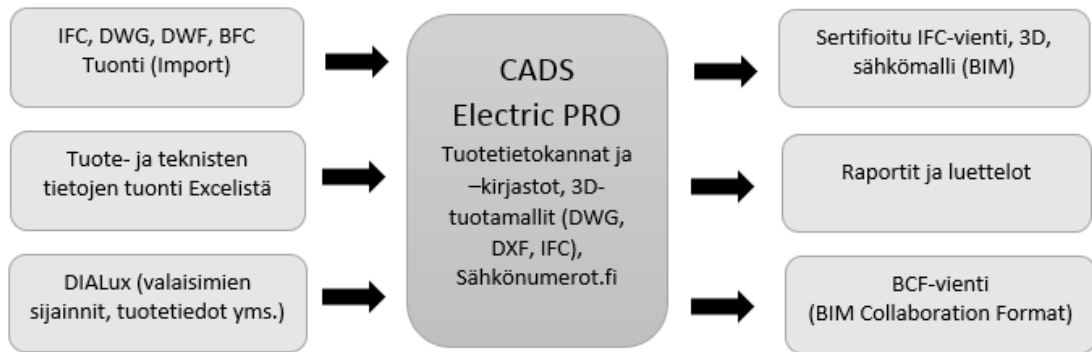 IFC, DWG, DWF, BFC
Tuonti (Import)
Tuote- ja teknisten
tietojen tuonti Excelistä
DIALux (valaisimien
sijainnit, tuotetiedot yms.)
CADS
Electric PRO
Tuotetietokannat ja
–kirjastot, 3D-
tuotamallit (DWG,
DXF, IFC),
Sähkönumerot.fi
Sertifioitu IFC-vienti, 3D,
sähkömalli (BIM)
Raportit ja luettelot
BCF-vienti
(BIM Collaboration Format)